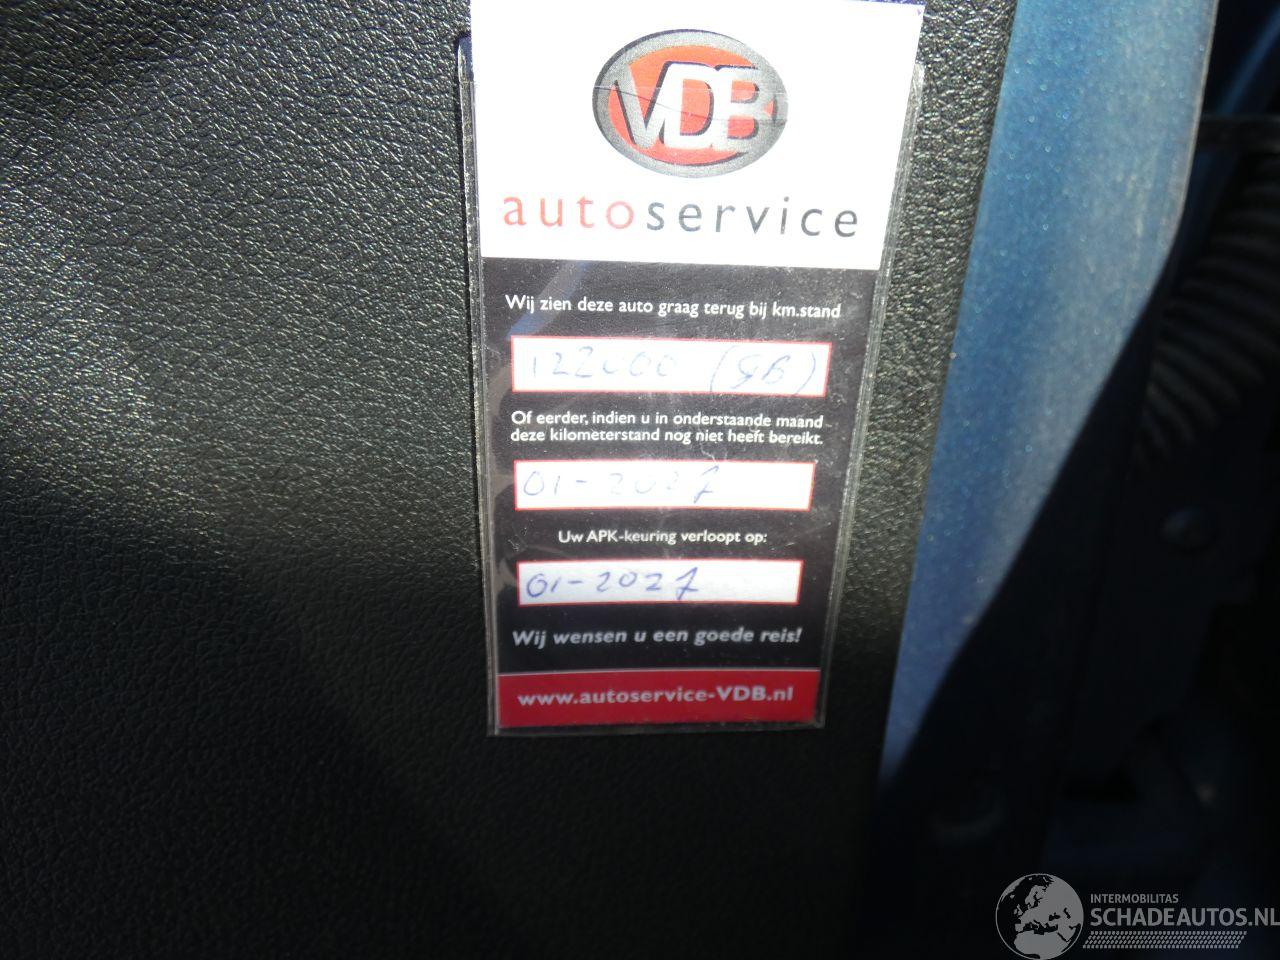 VDB
autoservice
Wij zien deze auto graag terug bij km.stand
122000 (GB)
Of eerder, indien u in onderstaande maand
deze kilometerstand nog niet heeft bereikt.
01-2027
Uw APK-keuring verloopt op:
01-2027
Wij wensen u een goede reis!
www.autoservice-VDB.nl
INTERMOBILITAS
SCHADEAUTOS.NL